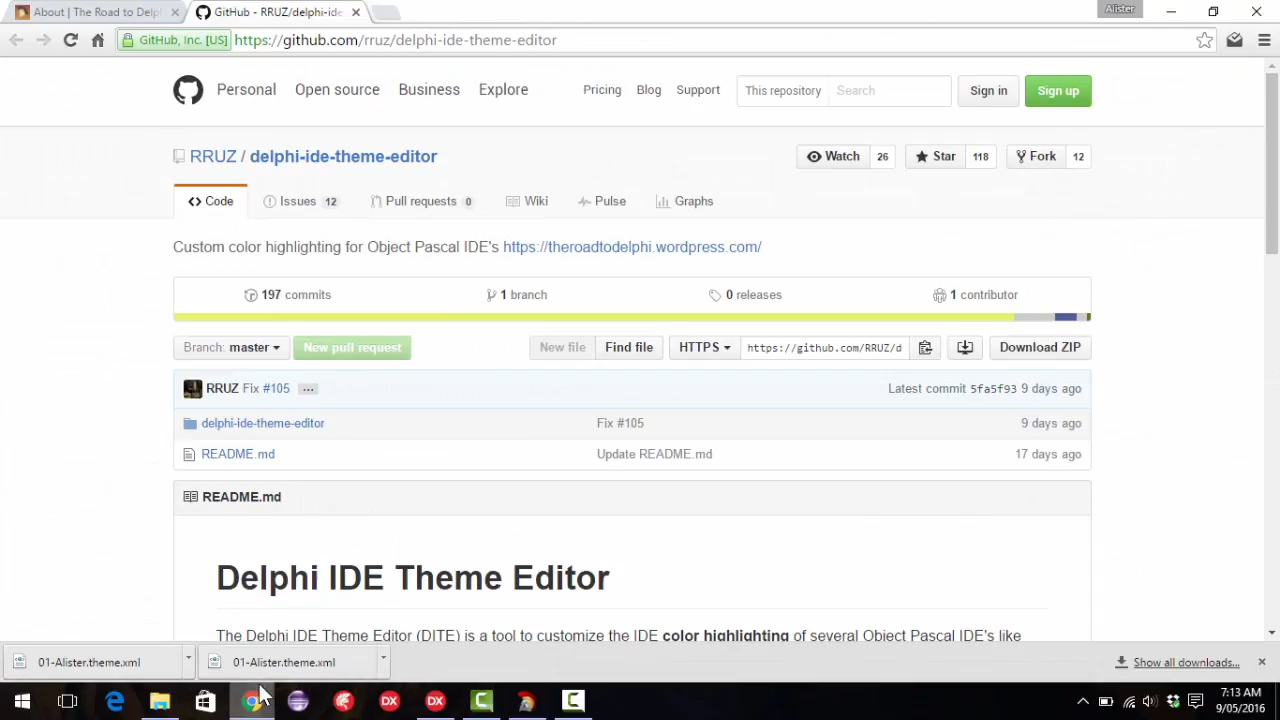 About | The Road to Delp
GitHub - RRUZ/delphi-ide
Alister
GitHub, Inc. [US]
https://github.com/rruz/delphi-ide-theme-editor
Personal
Open source
Business
Explore
Pricing
Blog
Support
This repository
Search
Sign in
Sign up
RRUZ / delphi-ide-theme-editor
Watch 26
Star 118
Fork 12
Code
Issues 12
Pull requests 0
Wiki
Pulse
Graphs
Custom color highlighting for Object Pascal IDE's https://theroadtodelphi.wordpress.com/
197 commits
1 branch
0 releases
1 contributor
Branch: master
New pull request
New file
Find file
HTTPS
https://github.com/RRUZ/d
Download ZIP
RRUZ Fix #105 ...
Latest commit 5fa5f93 9 days ago
delphi-ide-theme-editor
Fix #105
9 days ago
README.md
Update README.md
17 days ago
README.md
Delphi IDE Theme Editor
The Delphi IDE Theme Editor (DITE) is a tool to customize the IDE color highlighting of several Object Pascal IDE's like
01-Alister.theme.xml
01-Alister.theme.xml
Show all downloads...
DX
DX
7:13 AM
9/05/2016